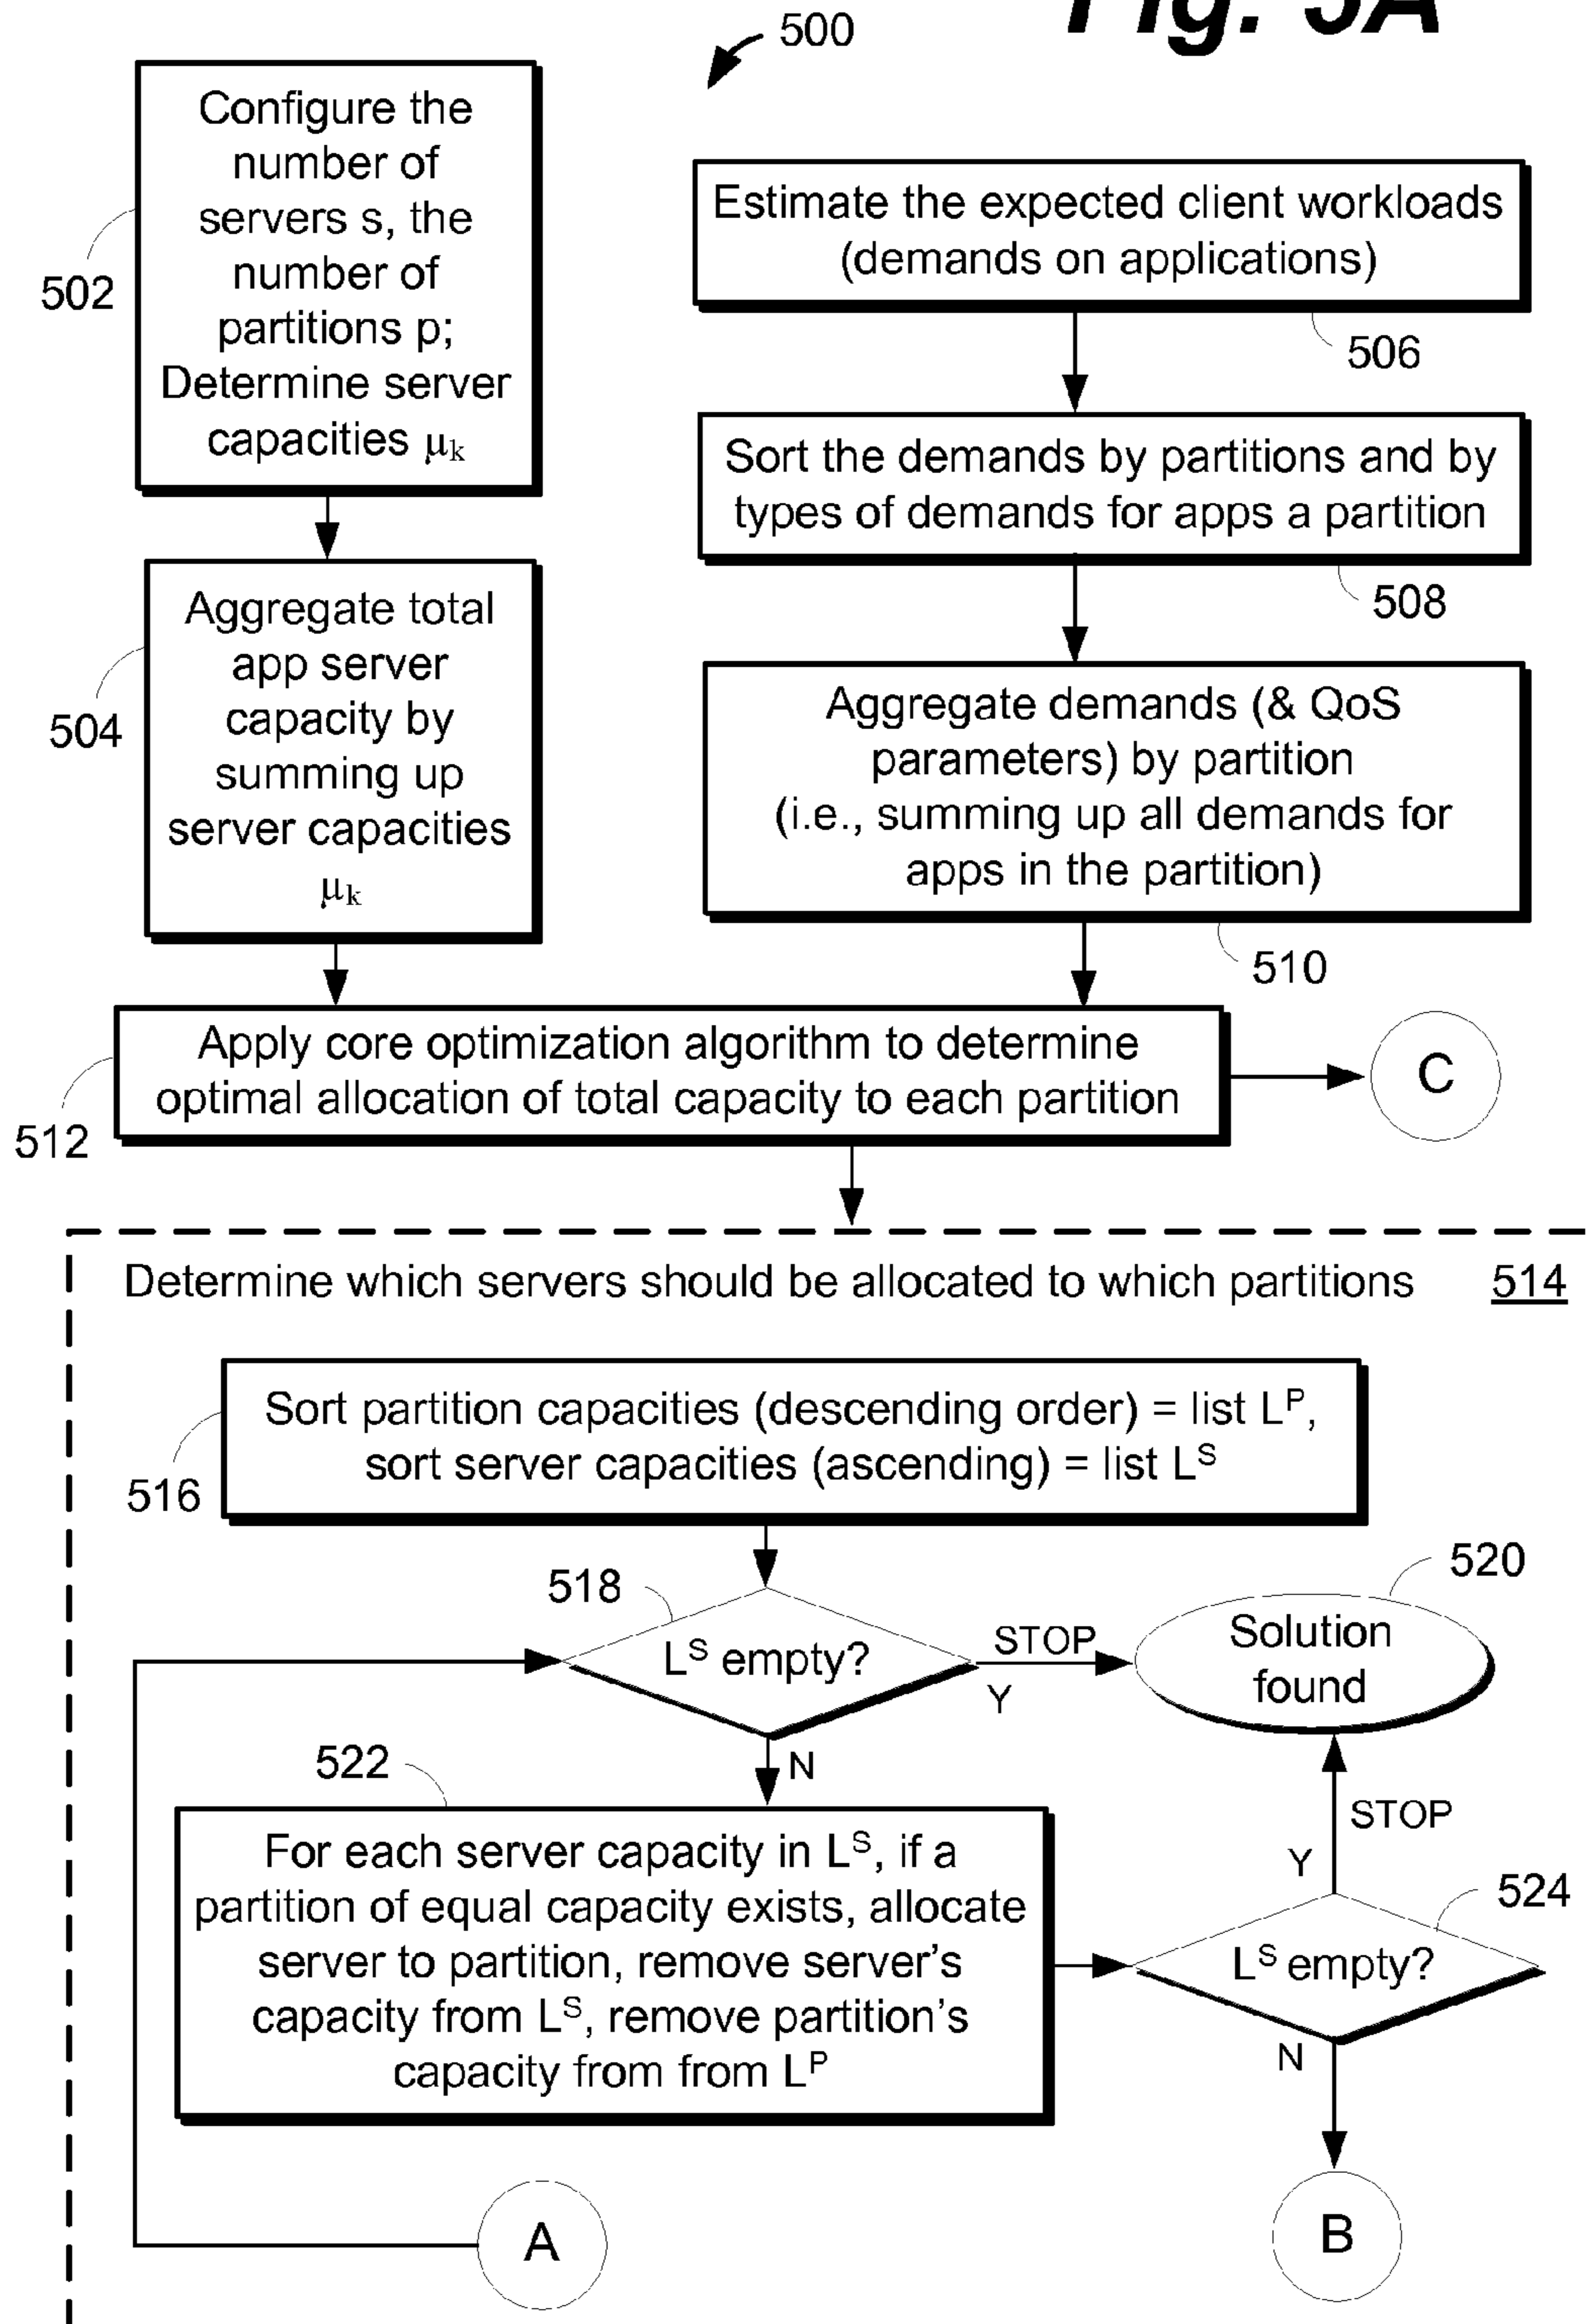 Fig. 5A
500
Configure the
number of
servers s, the
number of
partitions p;
Determine server
capacities μk
502
Estimate the expected client workloads
(demands on applications)
506
Sort the demands by partitions and by
types of demands for apps a partition
508
Aggregate total
app server
capacity by
summing up
server capacities
μk
504
Aggregate demands (& QoS
parameters) by partition
(i.e., summing up all demands for
apps in the partition)
510
Apply core optimization algorithm to determine
optimal allocation of total capacity to each partition
512
C
Determine which servers should be allocated to which partitions 514
Sort partition capacities (descending order) = list L^P,
sort server capacities (ascending) = list L^S
516
518
L^S empty?
STOP
Y
520
Solution
found
N
522
For each server capacity in L^S, if a
partition of equal capacity exists, allocate
server to partition, remove server's
capacity from L^S, remove partition's
capacity from from L^P
STOP
Y
524
L^S empty?
N
A
B